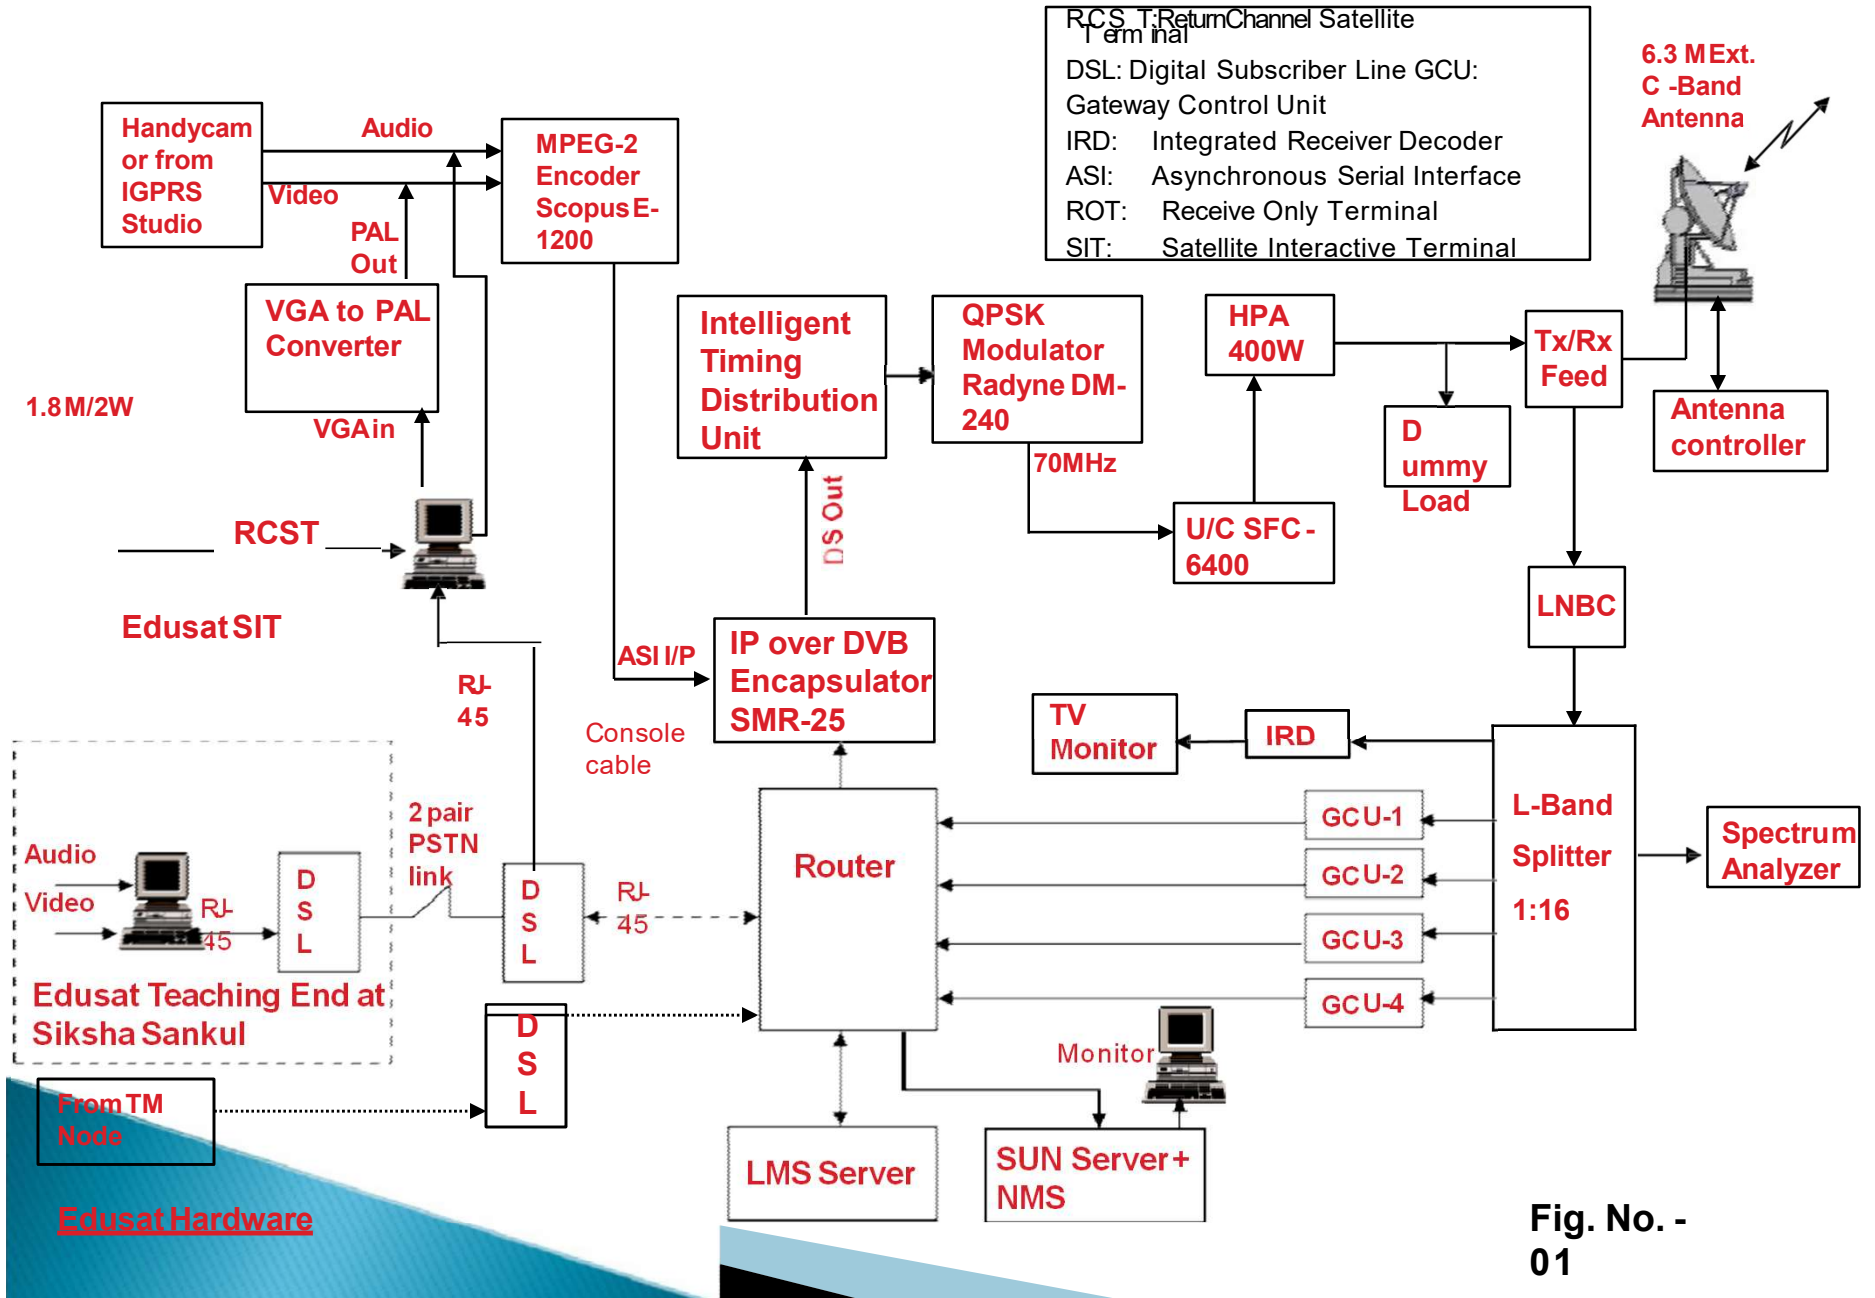 RCS T:ReturnChannel Satellite
Terminal
DSL: Digital Subscriber Line GCU:
Gateway Control Unit
IRD: Integrated Receiver Decoder
ASI: Asynchronous Serial Interface
ROT: Receive Only Terminal
SIT: Satellite Interactive Terminal
6.3 M Ext.
C -Band
Antenna
Handycam
or from
IGPRS
Studio
Audio
Video
MPEG-2
Encoder
Scopus E-
1200
PAL
Out
VGA to PAL
Converter
VGA in
1.8 M/2W
RCST
Edusat SIT
Intelligent
Timing
Distribution
Unit
QPSK
Modulator
Radyne DM-
240
70MHz
HPA
400W
Tx/Rx
Feed
D
ummy
Load
Antenna
controller
U/C SFC -
6400
DS Out
LNBC
ASI I/P
IP over DVB
Encapsulator
SMR-25
RJ-
45
Console
cable
TV
Monitor
IRD
L-Band
Splitter
1:16
Spectrum
Analyzer
GCU-1
GCU-2
GCU-3
GCU-4
Router
2 pair
PSTN
link
Audio
Video
RJ-
45
D
S
L
D
S
L
RJ-
45
Edusat Teaching End at
Siksha Sankul
D
S
L
From TM
Node
Monitor
LMS Server
SUN Server +
NMS
Edusat Hardware
Fig. No. -
01